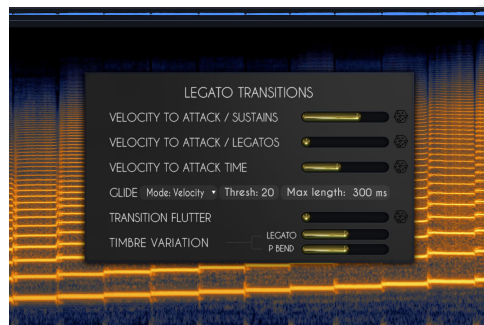 LEGATO TRANSITIONS
VELOCITY TO ATTACK / SUSTAINS
VELOCITY TO ATTACK / LEGATOS
VELOCITY TO ATTACK TIME
GLIDE Mode: Velocity Thresh: 20 Max length: 300 ms
TRANSITION FLUTTER
TIMBRE VARIATION
LEGATO
P BEND